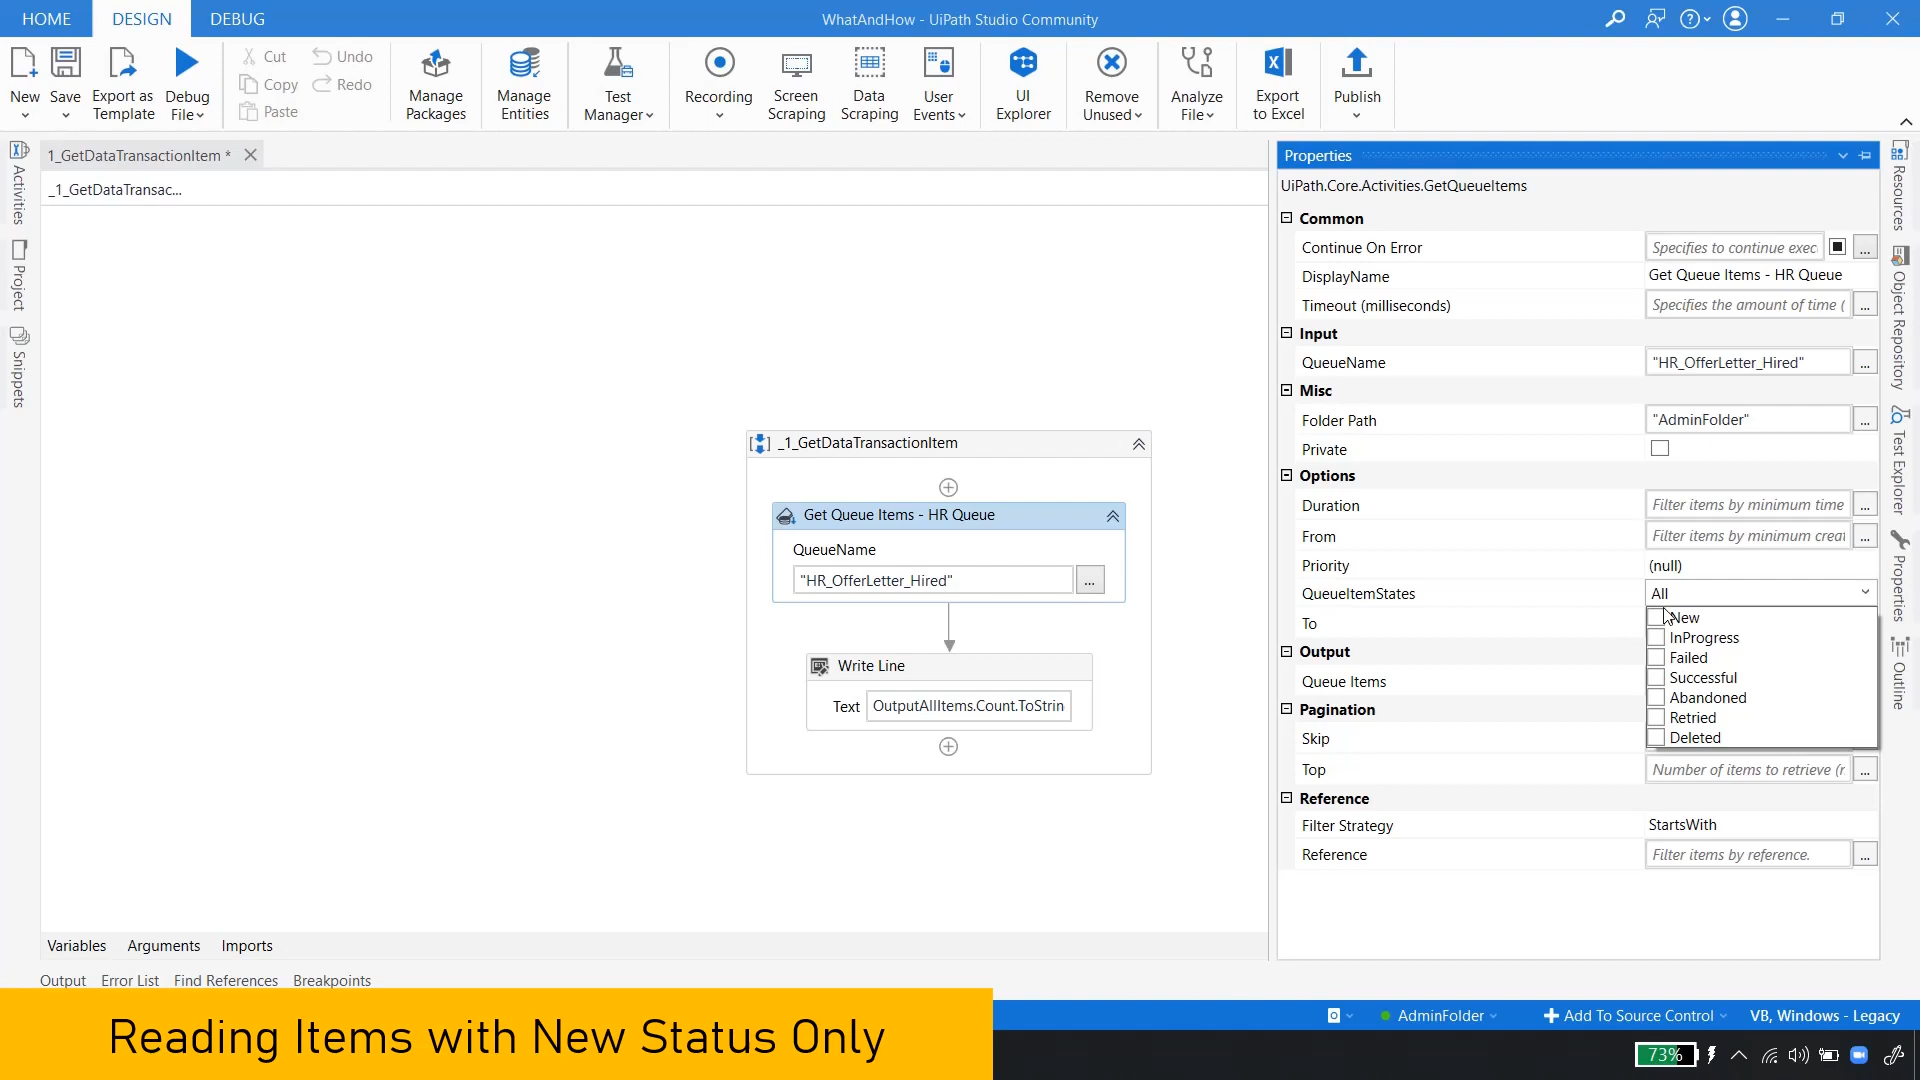 HOME DESIGN DEBUG
WhatAndHow - UiPath Studio Community
New
Save
Export as Template
Debug File
Cut
Copy
Paste
Undo
Redo
Manage Packages
Manage Entities
Test Manager
Recording
Screen Scraping
Data Scraping
User Events
UI Explorer
Remove Unused
Analyze File
Export to Excel
Publish
Activities
Project
Snippets
1_GetDataTransactionItem *
_1_GetDataTransac...
_1_GetDataTransactionItem
Get Queue Items - HR Queue
QueueName
"HR_OfferLetter_Hired"
...
Write Line
Text OutputAllItems.Count.ToStrin
Properties
UiPath.Core.Activities.GetQueueItems
Common
Continue On Error Specifies to continue exec ...
DisplayName Get Queue Items - HR Queue
Timeout (milliseconds) Specifies the amount of time ( ...
Input
QueueName "HR_OfferLetter_Hired" ...
Misc
Folder Path "AdminFolder" ...
Private
Options
Duration Filter items by minimum time ...
From Filter items by minimum creat ...
Priority (null)
QueueItemStates All
New
InProgress
Failed
Successful
Abandoned
Retried
Deleted
To
Output
Queue Items
Pagination
Skip
Top Number of items to retrieve (r ...
Reference
Filter Strategy StartsWith
Reference Filter items by reference. ...
Resources
Object Repository
Test Explorer
Properties
Outline
Variables Arguments Imports
Output Error List Find References Breakpoints
Reading Items with New Status Only
AdminFolder
Add To Source Control
VB, Windows - Legacy
73%